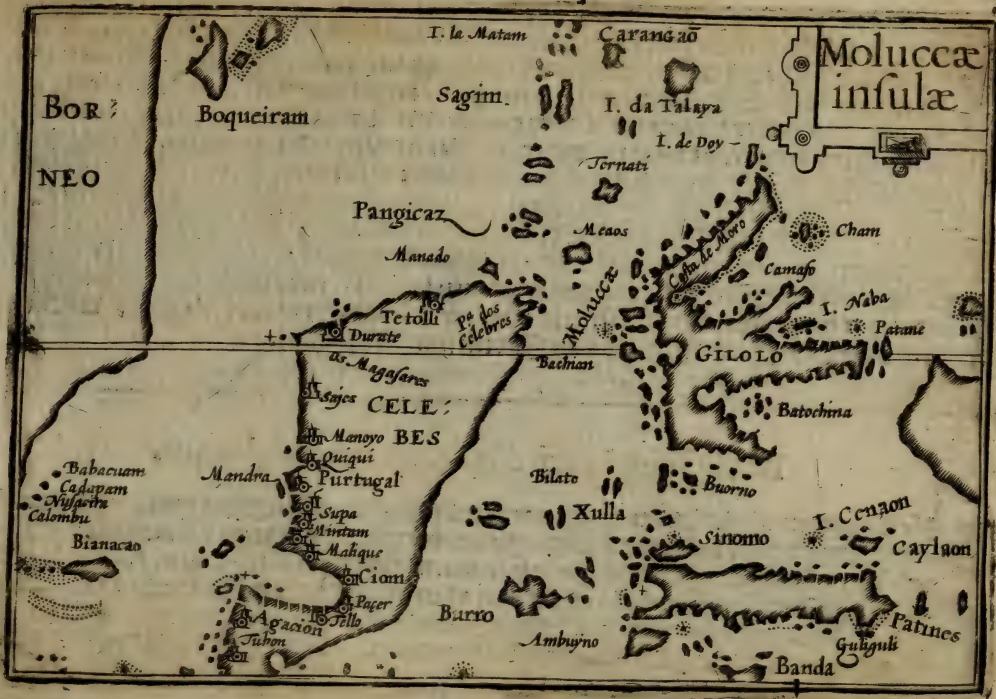 Moluccæ
insulæ
I. la Matam
Carangaō
Sagim.
I. da Talaya
I. de Doy
Ternati
BOR:
NEO
Boqueiram
Pangicaz
Meaos
Manado
Moluccæ
Costa de Moro
Cham
Camafo
I. Naba
Patane
Tetolli
Pa dos
Celebres
Durate
Bachian
GILOLO
Batochina
os Magasares
Sajes
CELE:
BES
Manoyo
Quiqui
Mandra
Purtugal
Supa
Mintam
Malique
Ciom
Paçer
Tello
Agacion
Tubon
Babacuam
Cadapam
Nusacira
Calombu
Bianacao
Bilato
Xulla
Buorno
Sinomo
I. Cenaon
Caylaon
Burro
Ambuyno
Patines
Guliguli
Banda